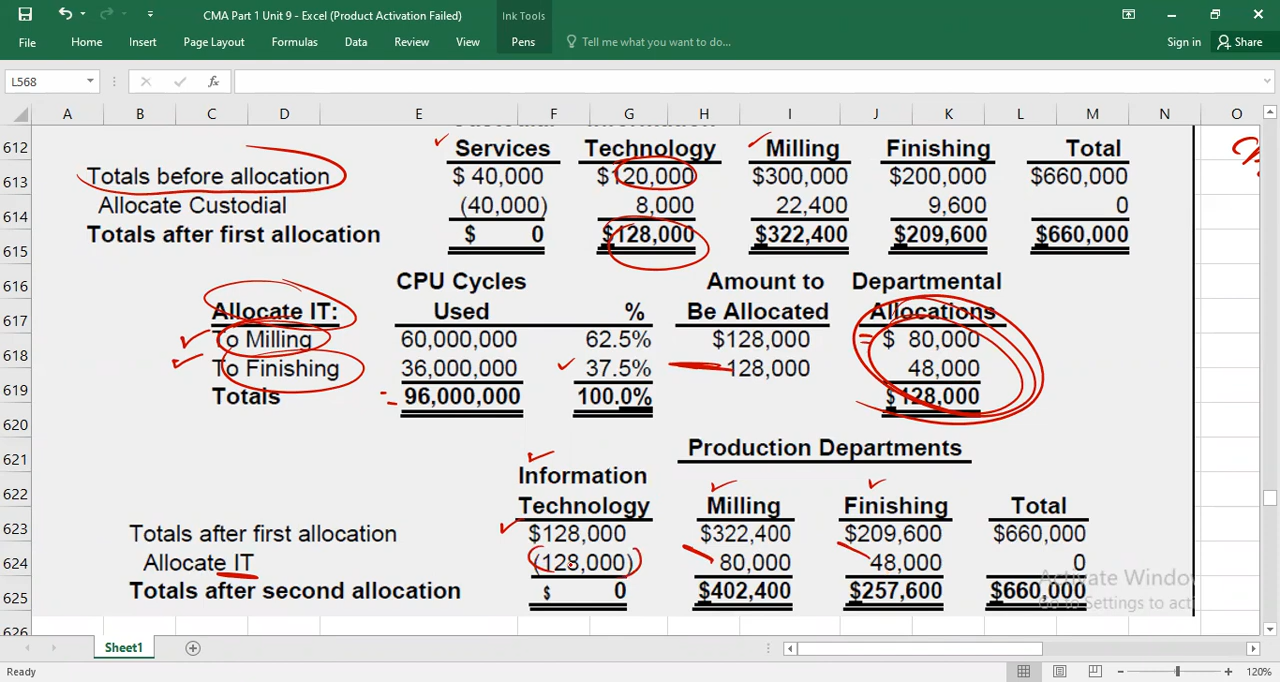 CMA Part 1 Unit 9 - Excel (Product Activation Failed)
Ink Tools
File Home Insert Page Layout Formulas Data Review View Pens Tell me what you want to do... Sign in Share
L568 fx
A B C D E F G H I J K L M N O
612 Services Technology Milling Finishing Total
613 Totals before allocation $ 40,000 $120,000 $300,000 $200,000 $660,000
614 Allocate Custodial (40,000) 8,000 22,400 9,600 0
615 Totals after first allocation $ 0 $128,000 $322,400 $209,600 $660,000
616 CPU Cycles Amount to Departmental
617 Allocate IT: Used % Be Allocated Allocations
618 To Milling 60,000,000 62.5% $128,000 $ 80,000
619 To Finishing 36,000,000 37.5% 128,000 48,000
Totals 96,000,000 100.0% $128,000
620
621 Production Departments
622 Information
Technology Milling Finishing Total
623 Totals after first allocation $128,000 $322,400 $209,600 $660,000
624 Allocate IT (128,000) 80,000 48,000 0
625 Totals after second allocation $ 0 $402,400 $257,600 $660,000
626
Sheet1
Ready 120%